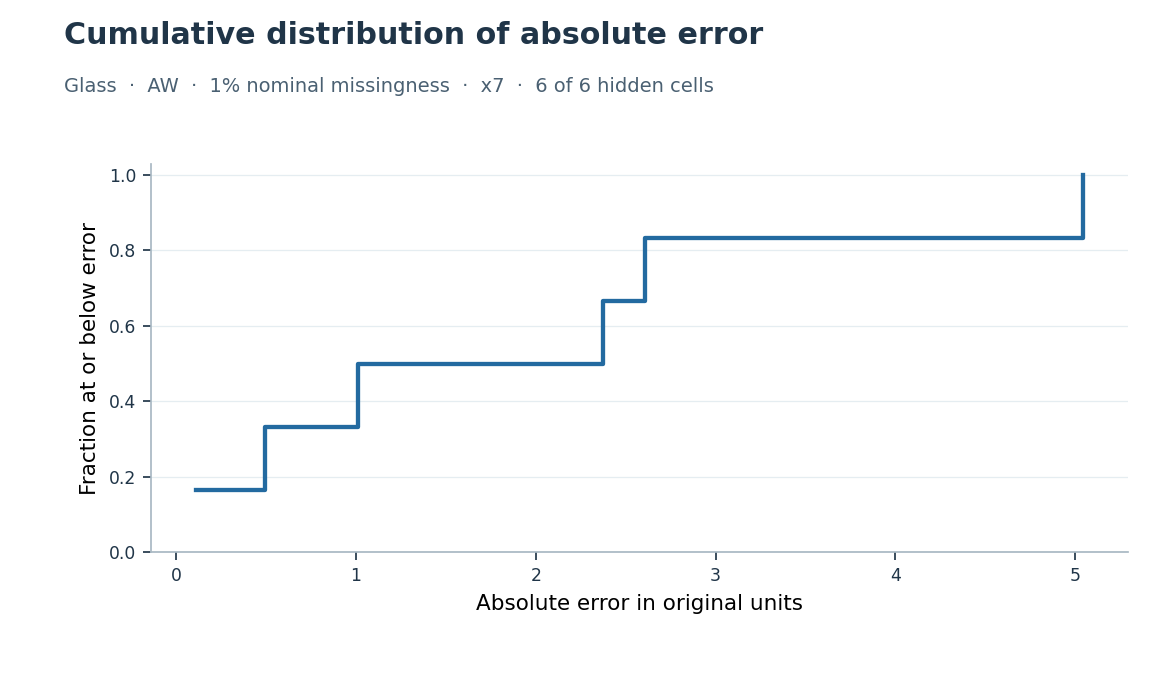 Cumulative distribution of absolute error
Glass · AW · 1% nominal missingness · x7 · 6 of 6 hidden cells
Fraction at or below error
1.0
0.8
0.6
0.4
0.2
0.0
0 1 2 3 4 5
Absolute error in original units